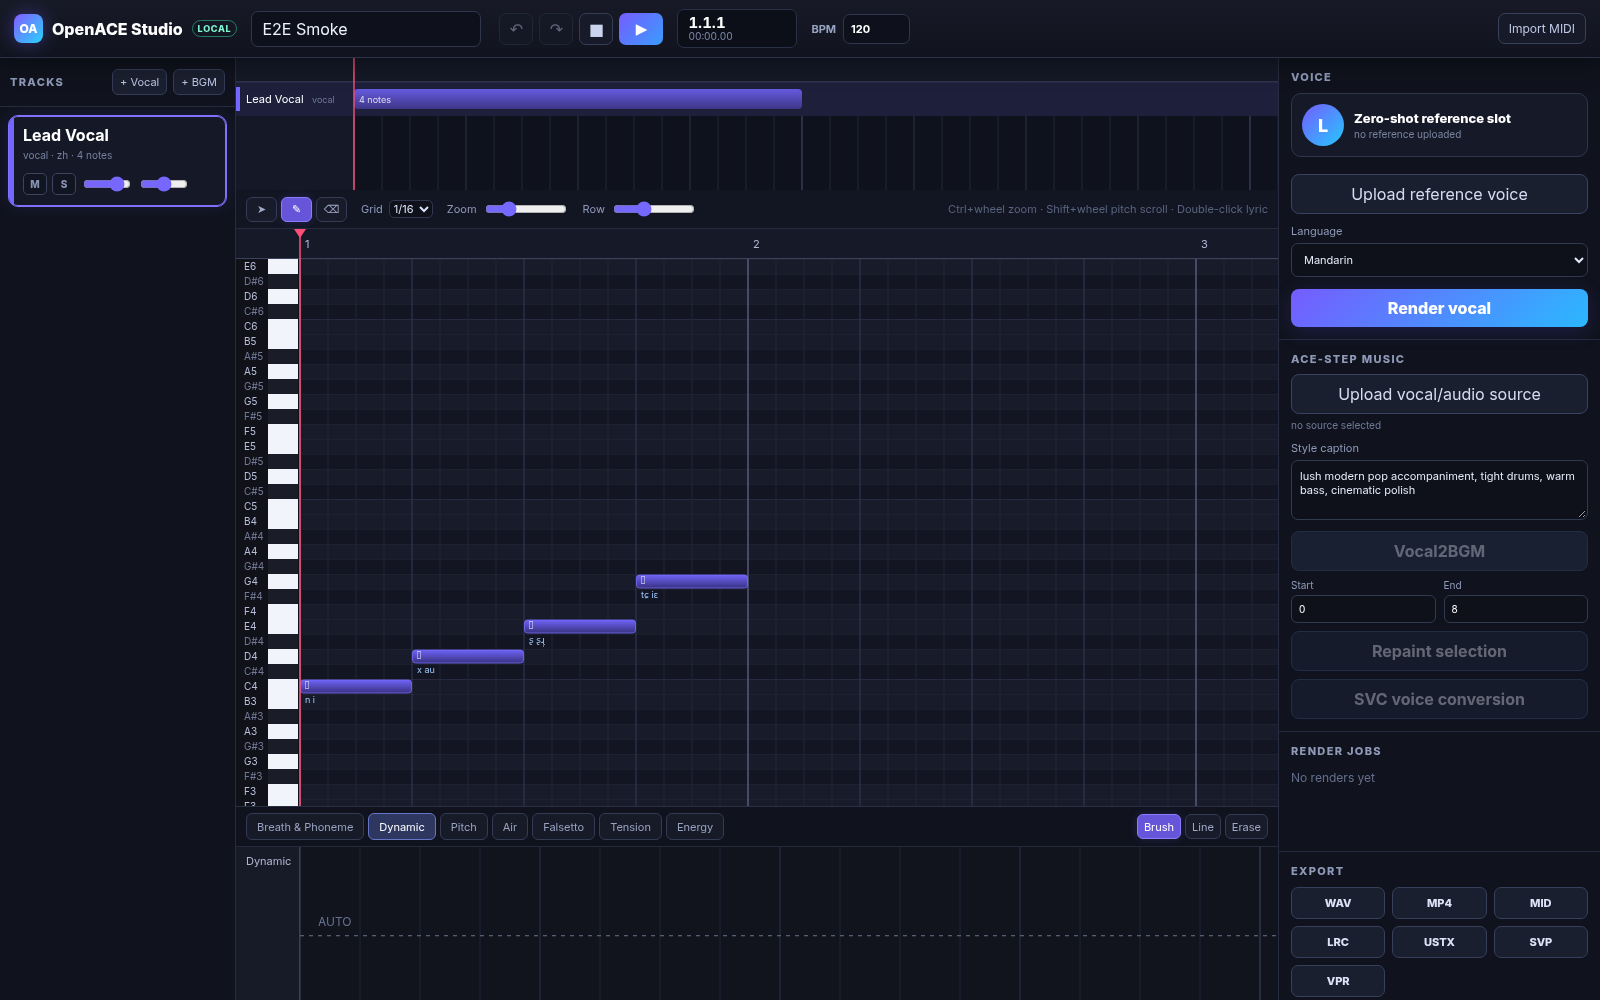 OA OpenACE Studio LOCAL E2E Smoke 1.1.1 00:00.00 BPM 120 Import MIDI
TRACKS + Vocal + BGM
Lead Vocal
vocal · zh · 4 notes
M S
Lead Vocal vocal 4 notes
Grid 1/16 Zoom Row Ctrl+wheel zoom · Shift+wheel pitch scroll · Double-click lyric
1 2 3
E6
D#6
D6
C#6
C6
B5
A#5
A5
G#5
G5
F#5
F5
E5
D#5
D5
C#5
C5
B4
A#4
A4
G#4
G4
F#4 tɕ iɛ
F4
E4
D#4 ʂ ʂɻ
D4
C#4 x au
C4
B3 n i
A#3
A3
G#3
G3
F#3
F3
E3
Breath & Phoneme Dynamic Pitch Air Falsetto Tension Energy Brush Line Erase
Dynamic
AUTO
VOICE
L Zero-shot reference slot
no reference uploaded
Upload reference voice
Language
Mandarin
Render vocal
ACE-STEP MUSIC
Upload vocal/audio source
no source selected
Style caption
lush modern pop accompaniment, tight drums, warm
bass, cinematic polish
Vocal2BGM
Start End
0 8
Repaint selection
SVC voice conversion
RENDER JOBS
No renders yet
EXPORT
WAV MP4 MID
LRC USTX SVP
VPR